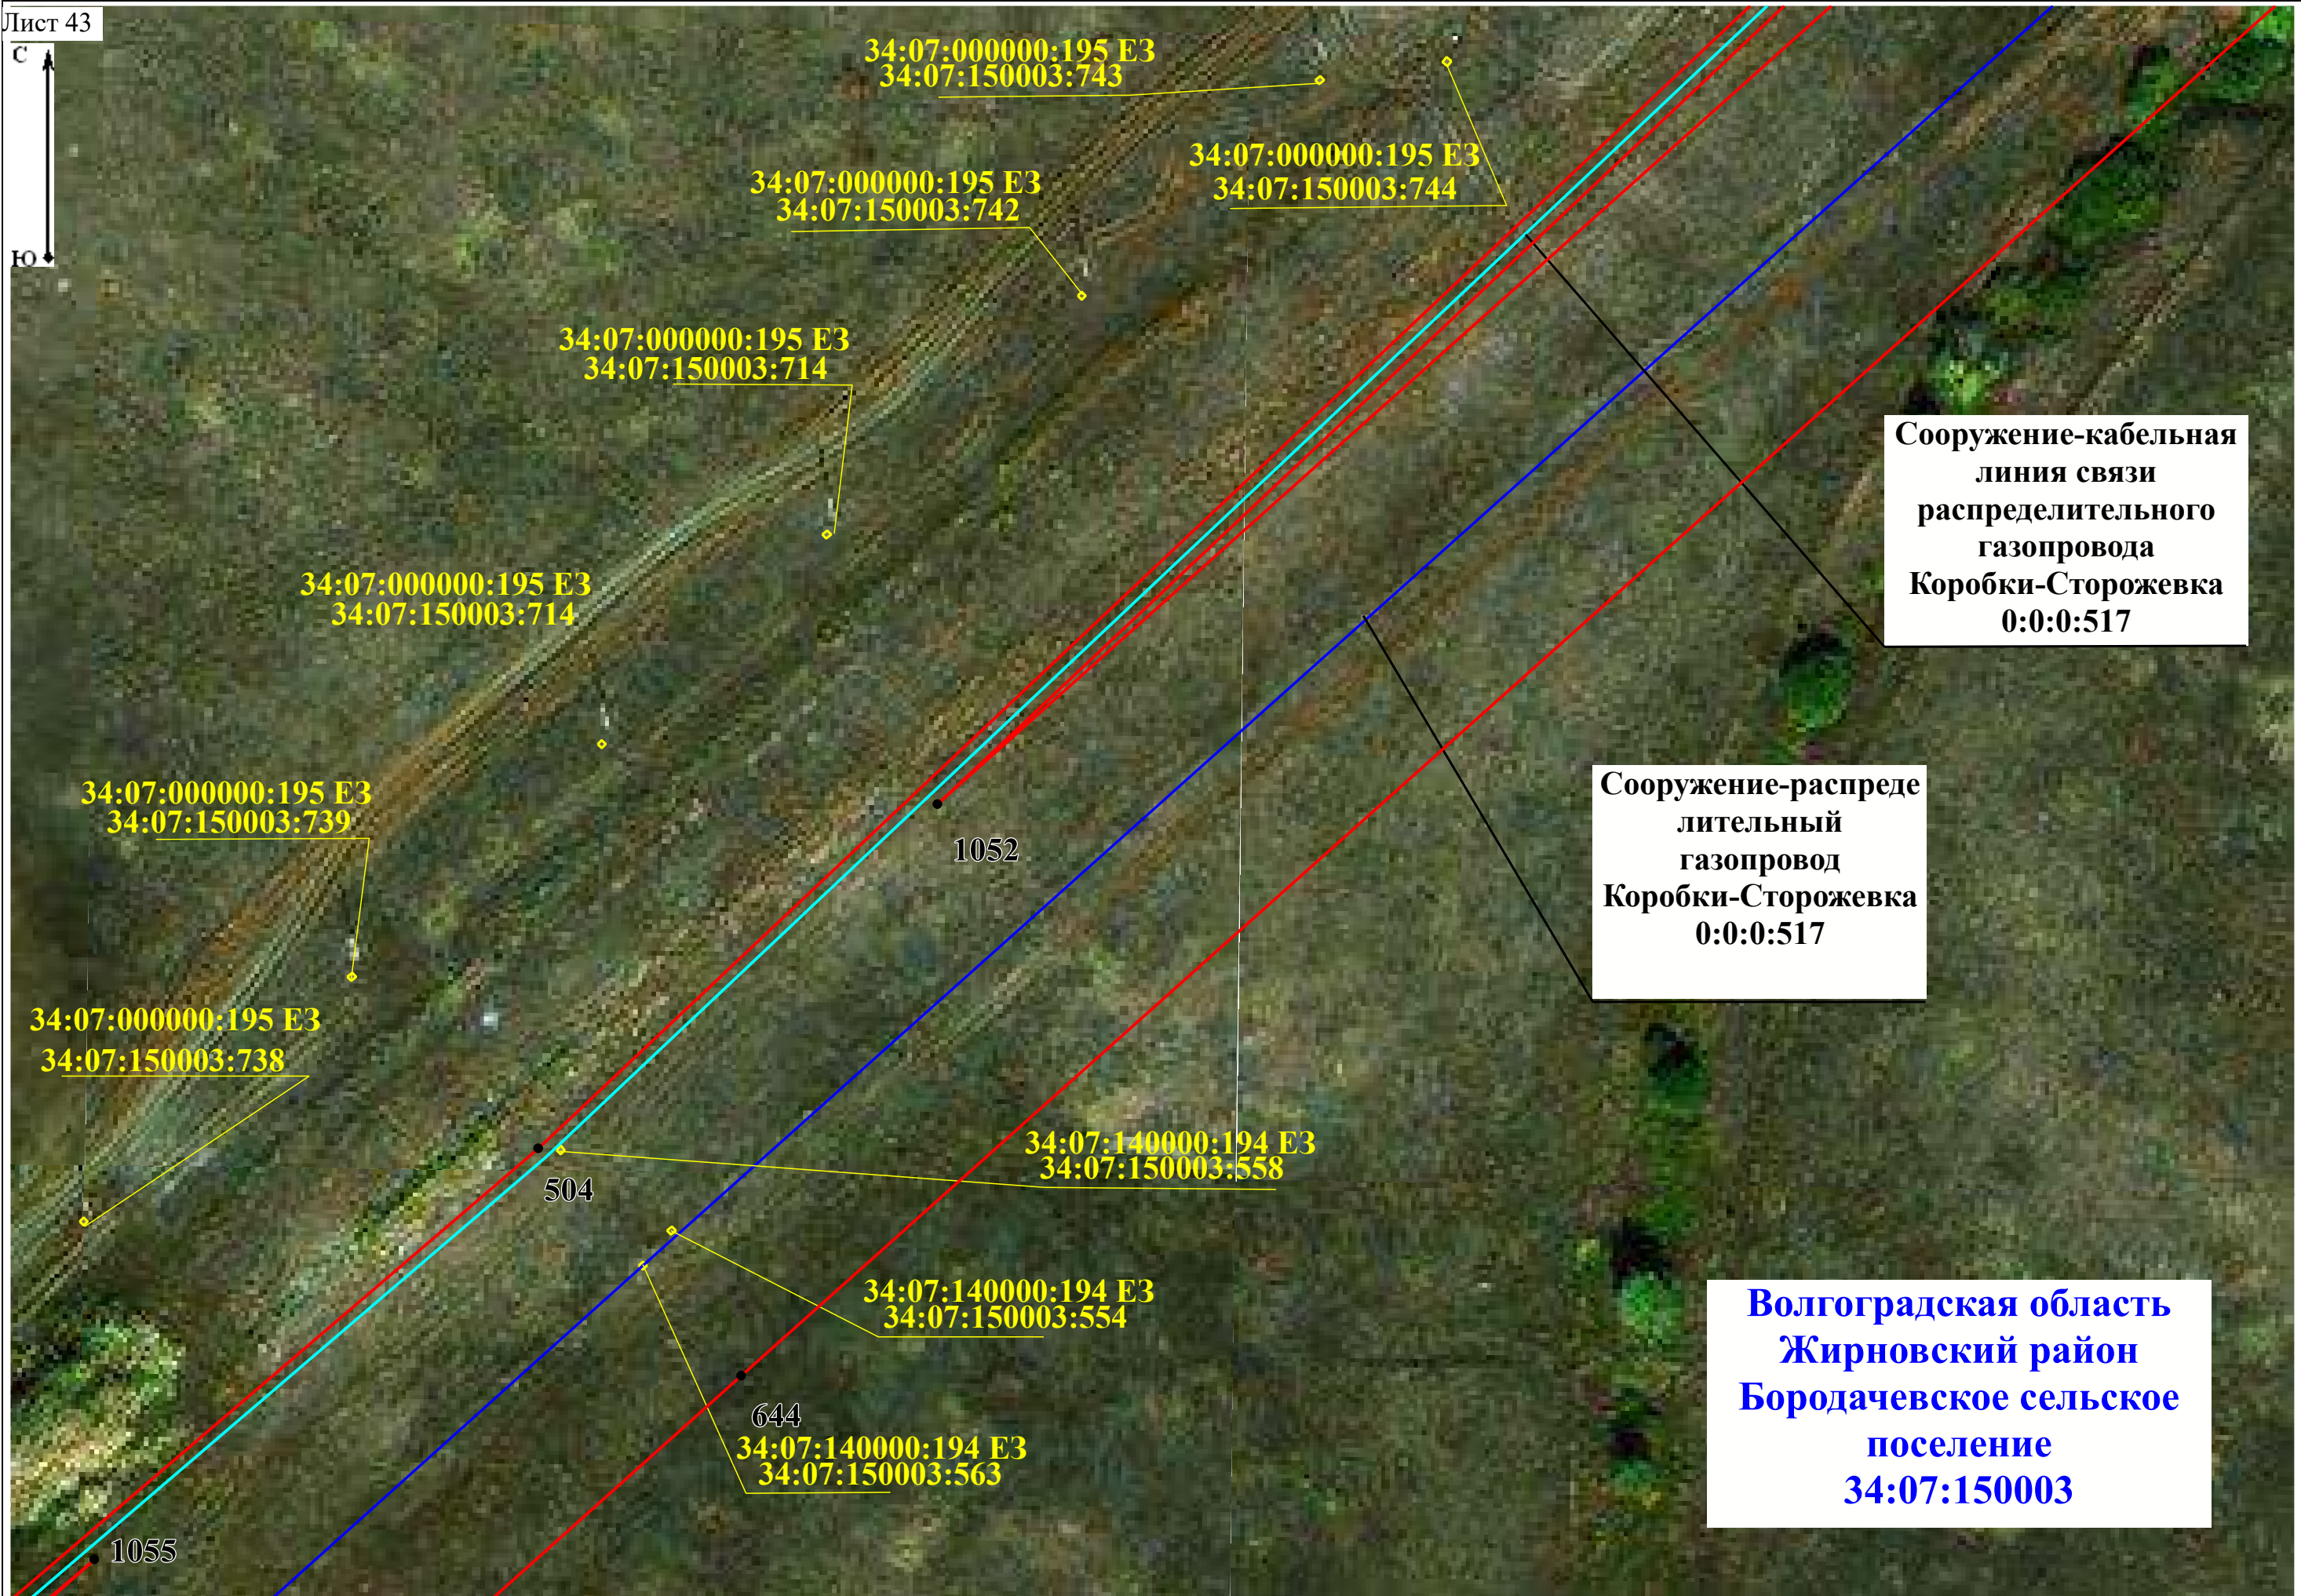 Лист 43
С
Ю
34:07:000000:195 ЕЗ
34:07:150003:743
34:07:000000:195 ЕЗ
34:07:150003:744
34:07:000000:195 ЕЗ
34:07:150003:742
34:07:000000:195 ЕЗ
34:07:150003:714
Сооружение-кабельная
линия связи
распределительного
газопровода
Коробки-Сторожевка
0:0:0:517
34:07:000000:195 ЕЗ
34:07:150003:714
Сооружение-распреде
лительный
газопровод
Коробки-Сторожевка
0:0:0:517
34:07:000000:195 ЕЗ
34:07:150003:739
1052
34:07:000000:195 ЕЗ
34:07:150003:738
34:07:140000:194 ЕЗ
34:07:150003:558
504
34:07:140000:194 ЕЗ
34:07:150003:554
Волгоградская область
Жирновский район
Бородачевское сельское
поселение
34:07:150003
644
34:07:140000:194 ЕЗ
34:07:150003:563
1055